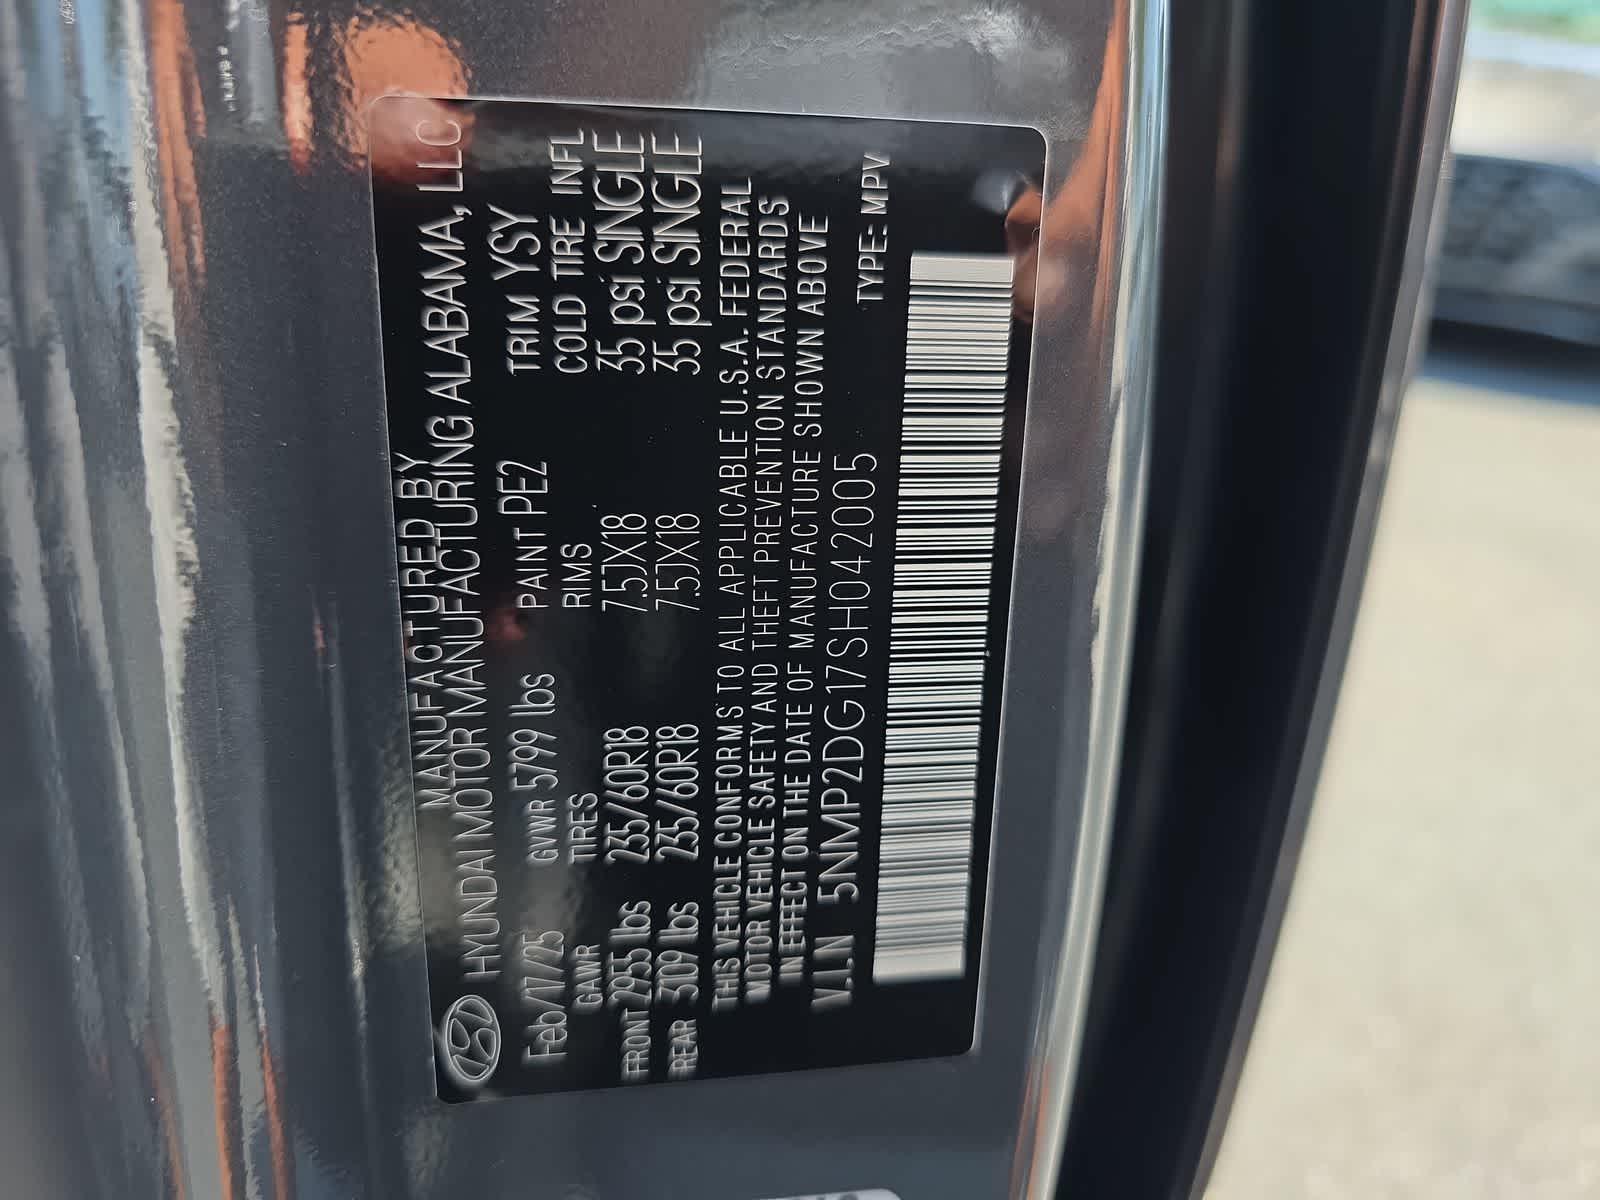 MANUFACTURED BY
HYUNDAI MOTOR MANUFACTURING ALABAMA, LLC
Feb/17/25 GVWR 5799 lbs PAINT PE2 TRIM YSY
GAWR TIRES RIMS COLD TIRE INFL
FRONT 2955 lbs 235/60R18 7.5JX18 35 psi SINGLE
REAR 3109 lbs 235/60R18 7.5JX18 35 psi SINGLE
THIS VEHICLE CONFORMS TO ALL APPLICABLE U.S.A. FEDERAL
MOTOR VEHICLE SAFETY AND THEFT PREVENTION STANDARDS
IN EFFECT ON THE DATE OF MANUFACTURE SHOWN ABOVE
V.I.N 5NMP2DG17SH042005 TYPE: MPV